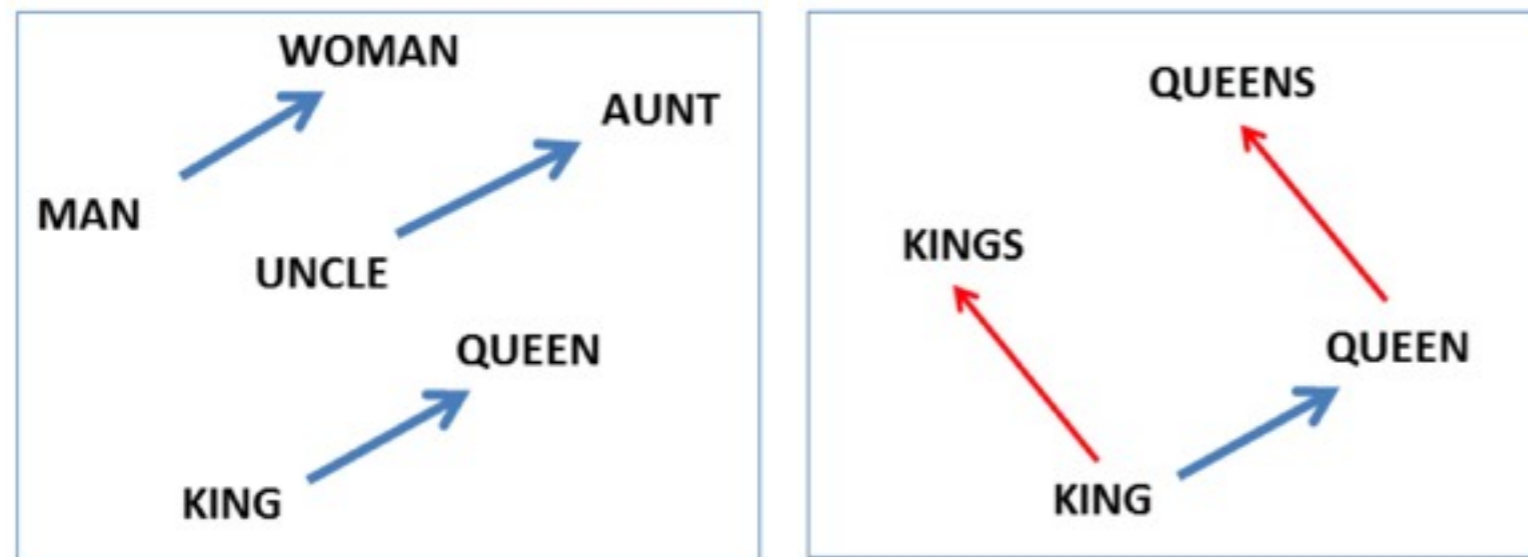 WOMAN
AUNT
MAN
UNCLE
QUEEN
KING
QUEENS
KINGS
QUEEN
KING